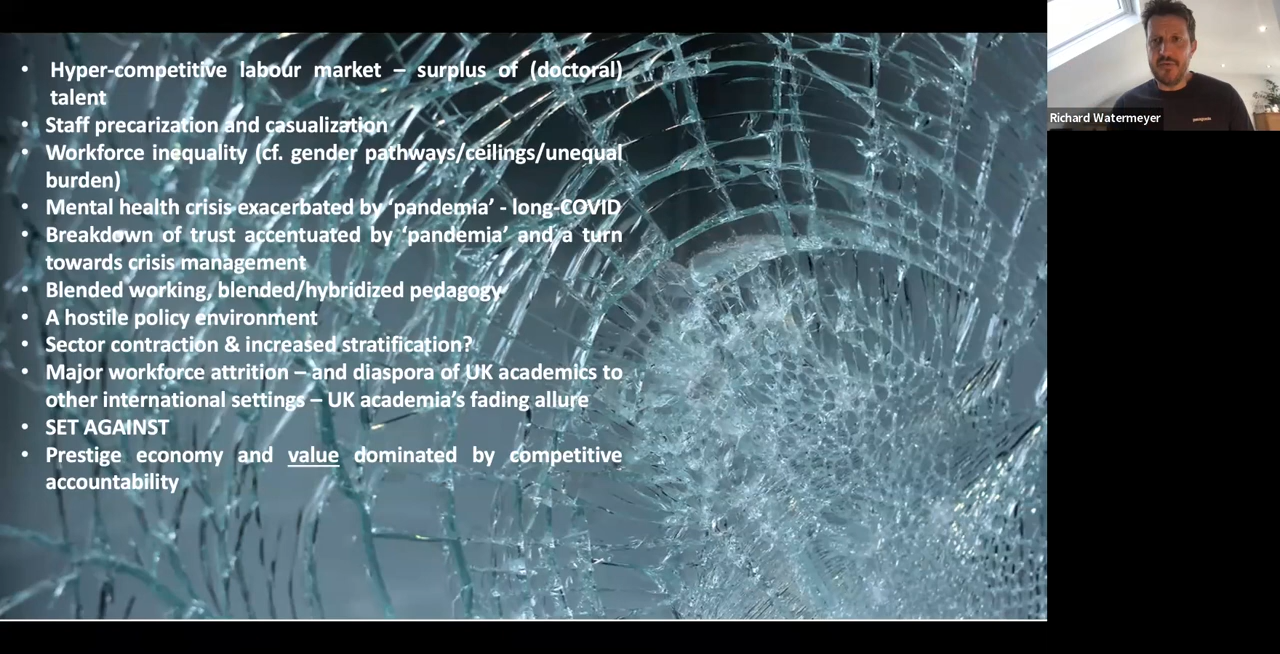 • Hyper-competitive labour market – surplus of (doctoral)
talent
• Staff precarization and casualization
• Workforce inequality (cf. gender pathways/ceilings/unequal
burden)
• Mental health crisis exacerbated by ‘pandemia’ - long-COVID
• Breakdown of trust accentuated by ‘pandemia’ and a turn
towards crisis management
• Blended working, blended/hybridized pedagogy
• A hostile policy environment
• Sector contraction & increased stratification?
• Major workforce attrition – and diaspora of UK academics to
other international settings – UK academia’s fading allure
• SET AGAINST
• Prestige economy and value dominated by competitive
accountability
Richard Watermeyer